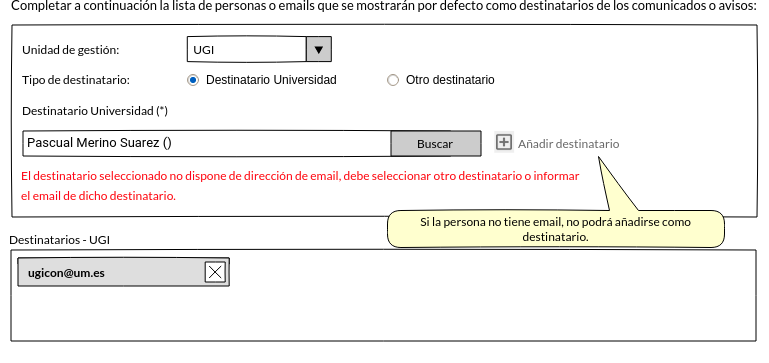 Completar a continuación la lista de personas o emails que se mostrarán por defecto como destinatarios de los comunicados o avisos:
Unidad de gestión: UGI
Tipo de destinatario: Destinatario Universidad Otro destinatario
Destinatario Universidad (*)
Pascual Merino Suarez () Buscar Añadir destinatario
El destinatario seleccionado no dispone de dirección de email, debe seleccionar otro destinatario o informar
el email de dicho destinatario.
Si la persona no tiene email, no podrá añadirse como
destinatario.
Destinatarios - UGI
ugicon@um.es